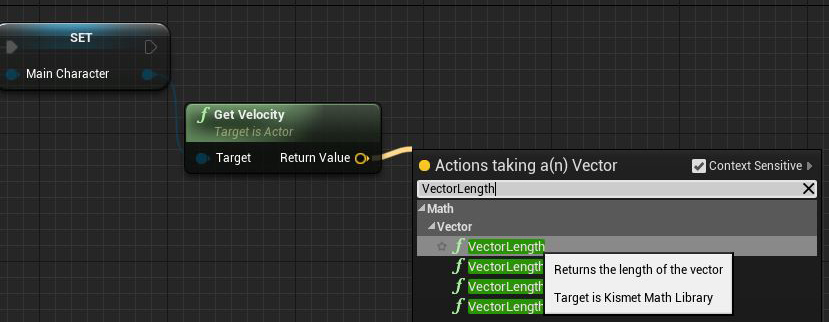 SET
Main Character
f Get Velocity
Target is Actor
Target Return Value
Actions taking a(n) Vector Context Sensitive
VectorLength
Math
Vector
f VectorLength
f VectorLength
f VectorLength
f VectorLength
Returns the length of the vector
Target is Kismet Math Library